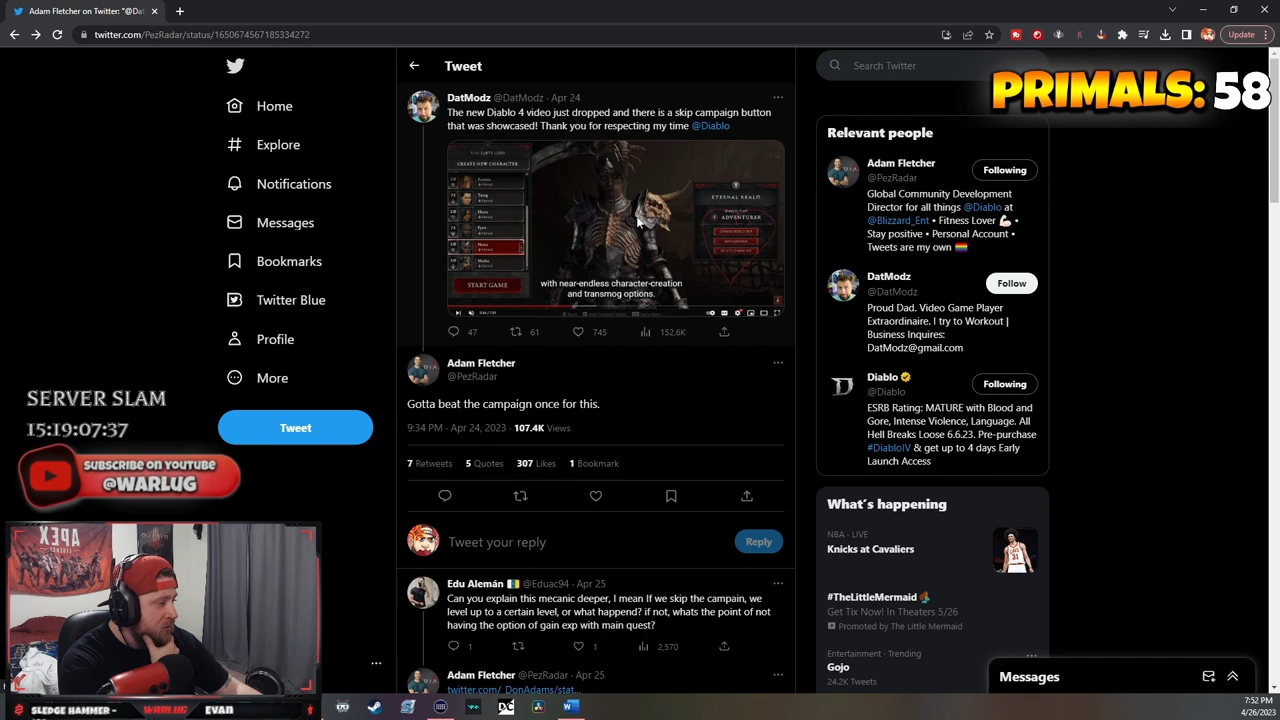 Adam Fletcher on Twitter: "@Dat
twitter.com/PezRadar/status/1650674567185334272
Update
PRIMALS: 58
Home
Explore
Notifications
Messages
Bookmarks
Twitter Blue
Profile
More
Tweet
SERVER SLAM
15:19:07:37
SUBSCRIBE ON YOUTUBE
@WARLUG
APEX
Tweet
DatModz @DatModz · Apr 24
The new Diablo 4 video just dropped and there is a skip campaign button
that was showcased! Thank you for respecting my time @Diablo
CREATE NEW CHARACTER
START GAME
ETERNAL REALM
ADVENTURER
with near-endless character-creation
and transmog options.
47 61 745 152.6K
Adam Fletcher
@PezRadar
Gotta beat the campaign once for this.
9:34 PM · Apr 24, 2023 · 107.4K Views
7 Retweets 5 Quotes 307 Likes 1 Bookmark
Tweet your reply
Reply
Edu Alemán @Eduac94 · Apr 25
Can you explain this mecanic deeper, I mean If we skip the campain, we
level up to a certain level, or what happend? if not, whats the point of not
having the option of gain exp with main quest?
1 1 2,570
Adam Fletcher @PezRadar · Apr 25
twitter.com/_DonAdams/stat...
Search Twitter
Relevant people
Adam Fletcher
@PezRadar
Following
Global Community Development
Director for all things @Diablo at
@Blizzard_Ent • Fitness Lover •
Stay positive • Personal Account •
Tweets are my own
DatModz
@DatModz
Follow
Proud Dad. Video Game Player
Extraordinaire. I try to Workout |
Business Inquires:
DatModz@gmail.com
Diablo
@Diablo
Following
ESRB Rating: MATURE with Blood and
Gore, Intense Violence, Language. All
Hell Breaks Loose 6.6.23. Pre-purchase
#DiabloIV & get up to 4 days Early
Launch Access
What's happening
NBA · LIVE
Knicks at Cavaliers
#TheLittleMermaid
Get Tix Now! In Theaters 5/26
Promoted by The Little Mermaid
Entertainment · Trending
Gojo
24.2K Tweets
Messages
SLEDGE HAMMER - WARLUG EVAN
7:52 PM
4/26/2023